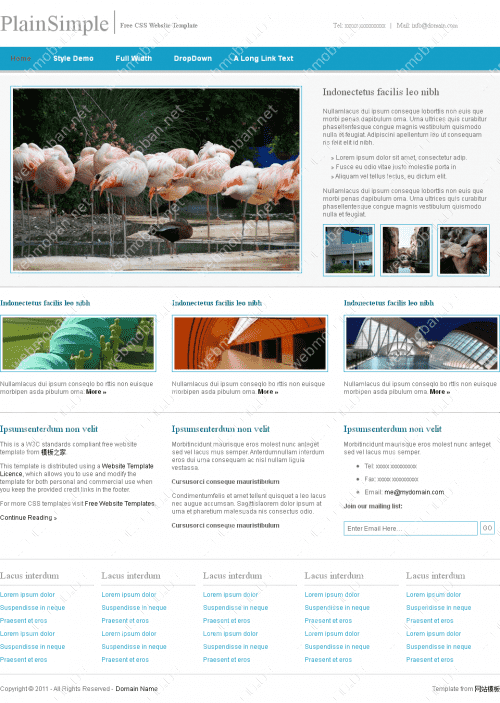 PlainSimple
Free CSS Website Template
Tel: xxxx xxxxxxxxxx | Mail: info@domain.com
Home Style Demo Full Width DropDown A Long Link Text
Indonectetus facilis leo nibh
Nullamlacus dui ipsum conseque loborttis non euis que
morbi penas dapibulum orna. Urna ultrices quis curabitur
phasellentesque congue magnis vestibulum quismodo
nulla et feugiat. Adipisciniapellentum leo ut consequam
ris felit elit id nibh.
» Lorem ipsum dolor sit amet, consectetur adip.
» Fusce eu odio vitae justo molestie porta in
» Aliquam vel tellus lectus, eu dictum elit.
Nullamlacus dui ipsum conseque loborttis non euis que
morbi penas dapibulum orna. Urna ultrices quis curabitur
phasellentesque congue magnis vestibulum quismodo
nulla et feugiat.
Indonectetus facilis leo nibh
Nullamlacus dui ipsum conseqlo bo rttis non euisque
morbipen asda pibulum orna. More »
Indonectetus facilis leo nibh
Nullamlacus dui ipsum conseqlo bo rttis non euisque
morbipen asda pibulum orna. More »
Indonectetus facilis leo nibh
Nullamlacus dui ipsum conseqlo bo rttis non euisque
morbipen asda pibulum orna. More »
Ipsumsenterdum non velit
This is a W3C standards compliant free website
template from 模板之家.
This template is distributed using a Website Template
Licence, which allows you to use and modify the
template for both personal and commercial use when
you keep the provided credit links in the footer.
For more CSS templates visit Free Website Templates.
Continue Reading »
Ipsumsenterdum non velit
Morbitincidunt maurisque eros molest nunc anteget
sed vel lacus mus semper. Anterdumnullam interdum
eros dui urna consequam ac nisl nullam ligula
vestassa.
Cursusorci conseque mauristibulum
Condimentumfelis et amet tellent quisquet a leo lacus
nec augue accumsan. Sagittislaorem dolor ipsum at
urna et pharetium malesuada nis consectus odio.
Cursusorci conseque mauristibulum
Ipsumsenterdum non velit
Morbitincidunt maurisque eros molest nunc anteget
sed vel lacus mus semper.
Tel: xxxxx xxxxxxxxxx
Fax: xxxxx xxxxxxxxxx
Email: me@mydomain.com
Join our mailing list:
Enter Email Here... GO
Lacus interdum
Lorem ipsum dolor
Suspendisse in neque
Praesent et eros
Lorem ipsum dolor
Suspendisse in neque
Praesent et eros
Lacus interdum
Lorem ipsum dolor
Suspendisse in neque
Praesent et eros
Lorem ipsum dolor
Suspendisse in neque
Praesent et eros
Lacus interdum
Lorem ipsum dolor
Suspendisse in neque
Praesent et eros
Lorem ipsum dolor
Suspendisse in neque
Praesent et eros
Lacus interdum
Lorem ipsum dolor
Suspendisse in neque
Praesent et eros
Lorem ipsum dolor
Suspendisse in neque
Praesent et eros
Lacus interdum
Lorem ipsum dolor
Suspendisse in neque
Praesent et eros
Lorem ipsum dolor
Suspendisse in neque
Praesent et eros
Copyright © 2011 - All Rights Reserved - Domain Name
Template from 网站模板